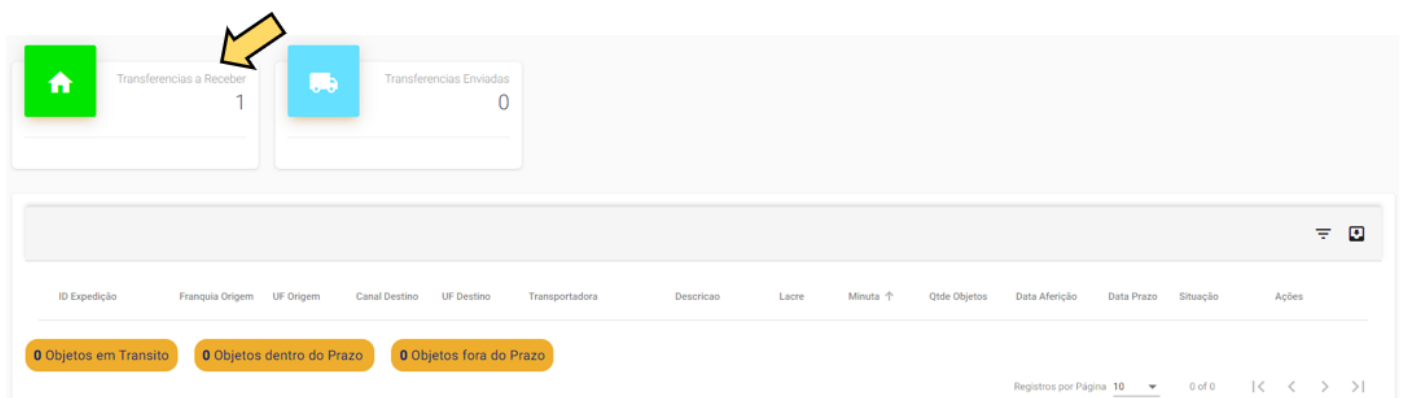 Transferencias a Receber
1
Transferencias Enviadas
0
ID Expedição Franquia Origem UF Origem Canal Destino UF Destino Transportadora Descricao Lacre Minuta ↑ Qtde Objetos Data Aferição Data Prazo Situação Ações
0 Objetos em Transito 0 Objetos dentro do Prazo 0 Objetos fora do Prazo
Registros por Página 10 0 of 0